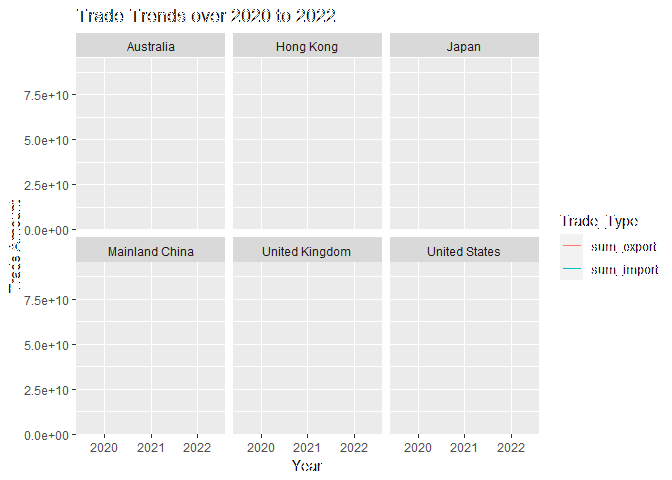 Trade Trends over 2020 to 2022
Australia
Hong Kong
Japan
7.5e+10
5.0e+10
2.5e+10
0.0e+00
Mainland China
United Kingdom
United States
7.5e+10
5.0e+10
2.5e+10
0.0e+00
2020 2021 2022
2020 2021 2022
2020 2021 2022
Year
Trade Amount
Trade_Type
sum_export
sum_import